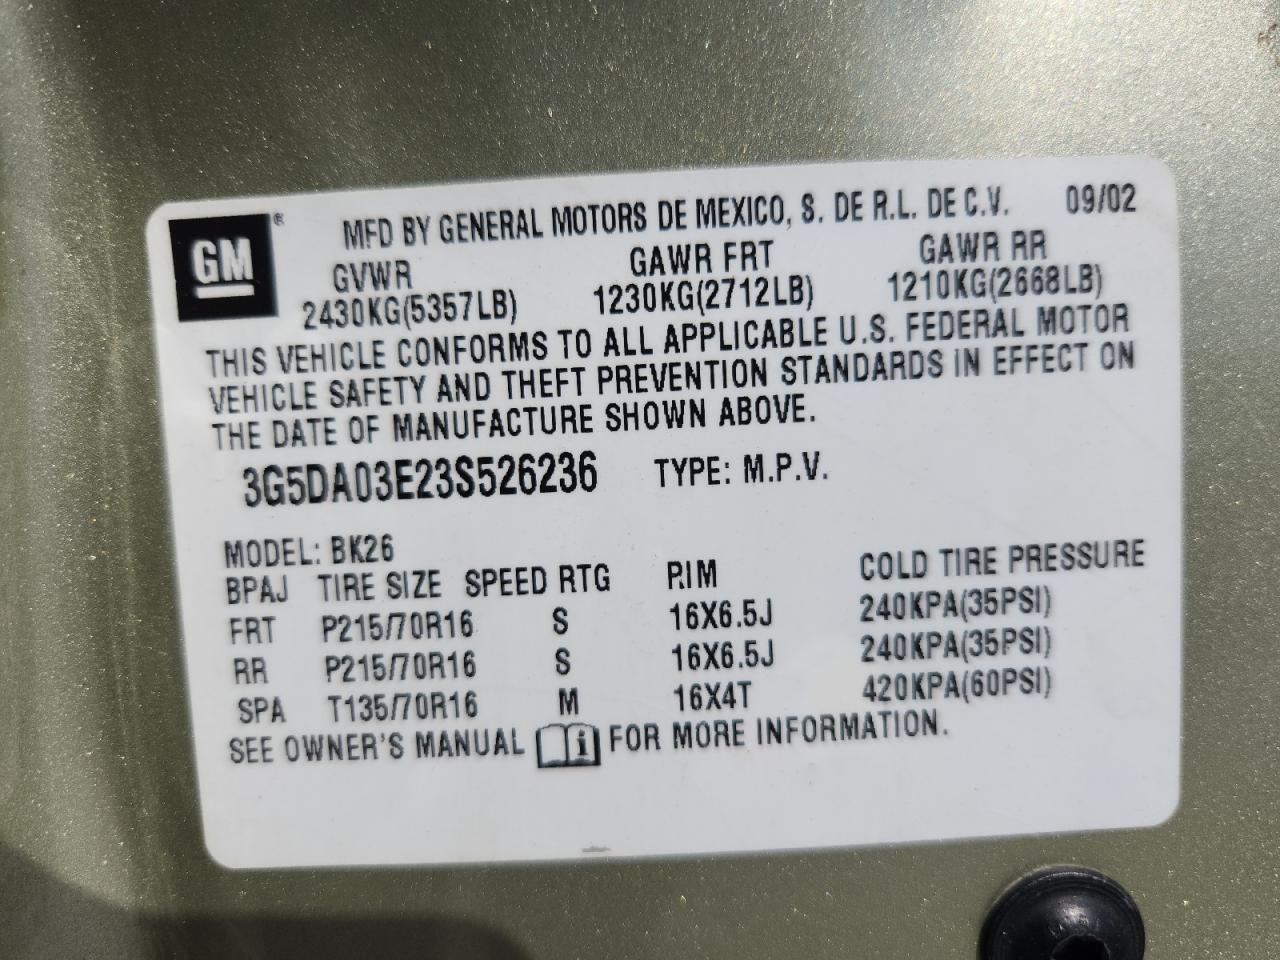 GM ®
MFD BY GENERAL MOTORS DE MEXICO, S. DE R.L. DE C.V. 09/02
GVWR GAWR FRT GAWR RR
2430KG(5357LB) 1230KG(2712LB) 1210KG(2668LB)
THIS VEHICLE CONFORMS TO ALL APPLICABLE U.S. FEDERAL MOTOR
VEHICLE SAFETY AND THEFT PREVENTION STANDARDS IN EFFECT ON
THE DATE OF MANUFACTURE SHOWN ABOVE.
3G5DA03E23S526236 TYPE: M.P.V.
MODEL: BK26
BPAJ TIRE SIZE SPEED RTG RIM COLD TIRE PRESSURE
FRT P215/70R16 S 16X6.5J 240KPA(35PSI)
RR P215/70R16 S 16X6.5J 240KPA(35PSI)
SPA T135/70R16 M 16X4T 420KPA(60PSI)
SEE OWNER'S MANUAL i FOR MORE INFORMATION.